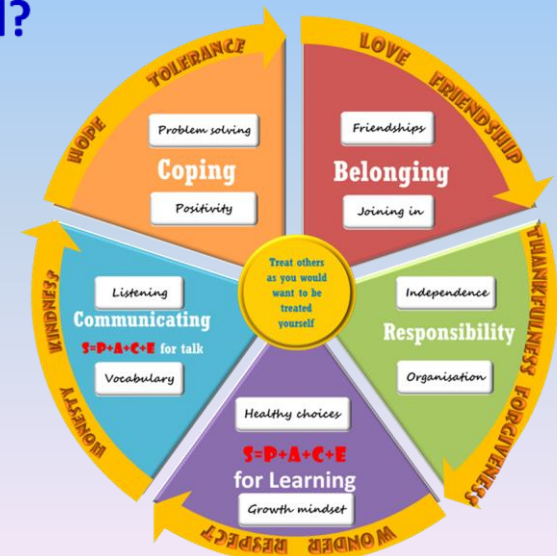 d?
HOPE TOLERANCE
Problem solving
Coping
Positivity
LOVE FRIENDSHIP
Friendships
Belonging
Joining in
THANKFULNESS FORGIVENESS
Independence
Responsibility
Organisation
WONDER RESPECT
Healthy choices
S=P+A+C+E
for Learning
Growth mindset
HONESTY KINDNESS
Listening
Communicating
S=P+A+C+E for talk
Vocabulary
Treat others
as you would
want to be
treated
yourself